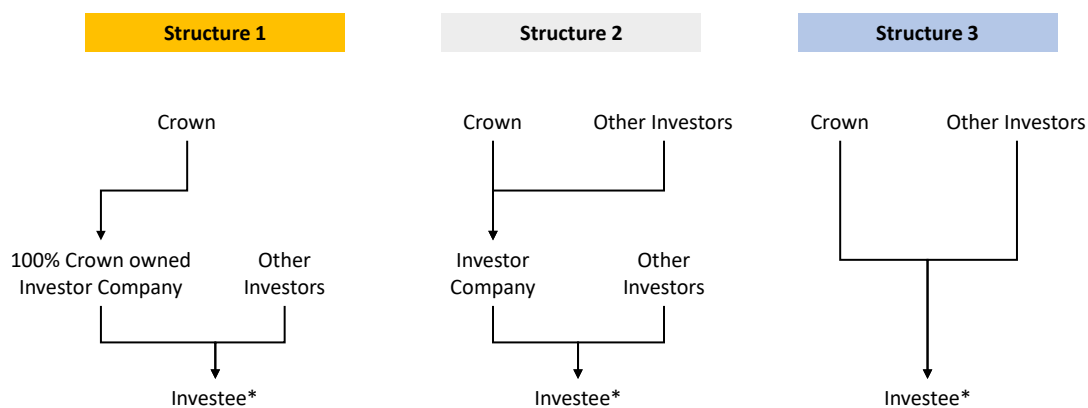 Structure 1
Structure 2
Structure 3
Crown
Crown
Other Investors
Crown
Other Investors
100% Crown owned
Investor Company
Other
Investors
Investor
Company
Other
Investors
Investee*
Investee*
Investee*